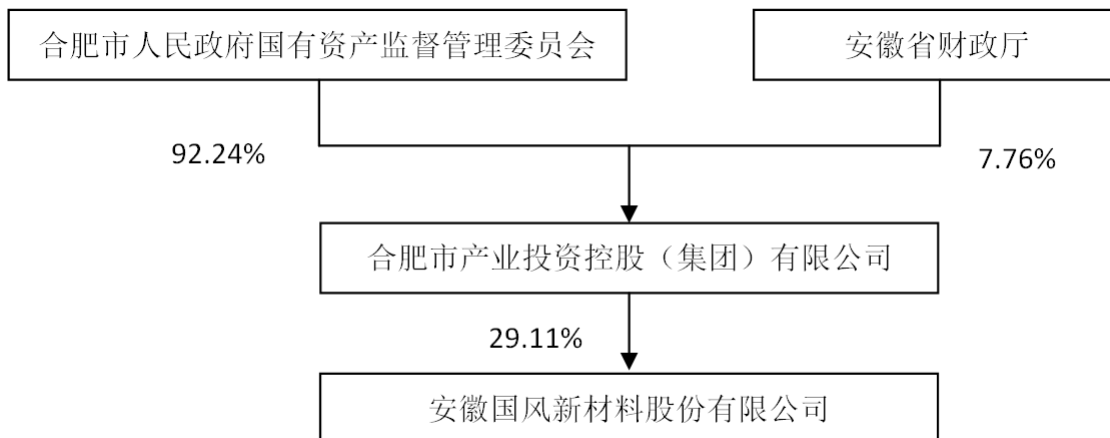 合肥市人民政府国有资产监督管理委员会
安徽省财政厅
92.24%
7.76%
合肥市产业投资控股（集团）有限公司
29.11%
安徽国风新材料股份有限公司